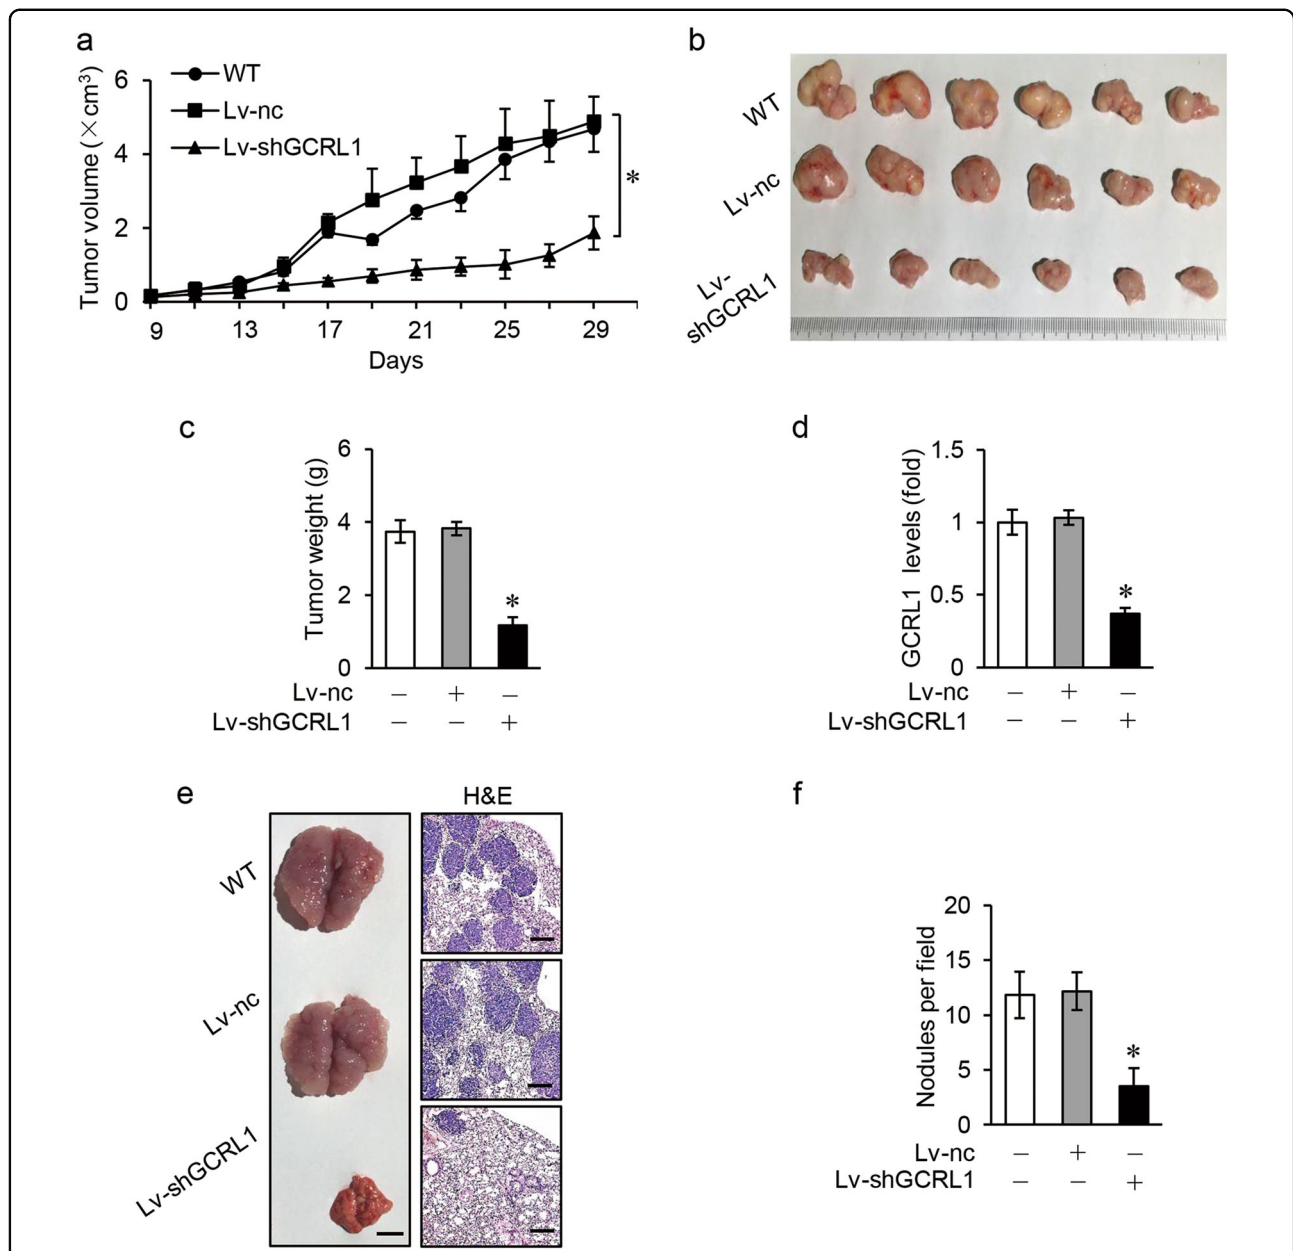 a
Tumor volume (×cm³)
6
4
2
0
WT
Lv-nc
Lv-shGCRL1
*
9 13 17 21 25 29
Days
b
WT
Lv-nc
Lv-
shGCRL1
c
Tumor weight (g)
6
4
2
0
*
Lv-nc − + −
Lv-shGCRL1 − − +
d
GCRL1 levels (fold)
1.5
1
0.5
0
*
Lv-nc − + −
Lv-shGCRL1 − − +
e
H&E
WT
Lv-nc
Lv-shGCRL1
f
Nodules per field
20
15
10
5
0
*
Lv-nc − + −
Lv-shGCRL1 − − +